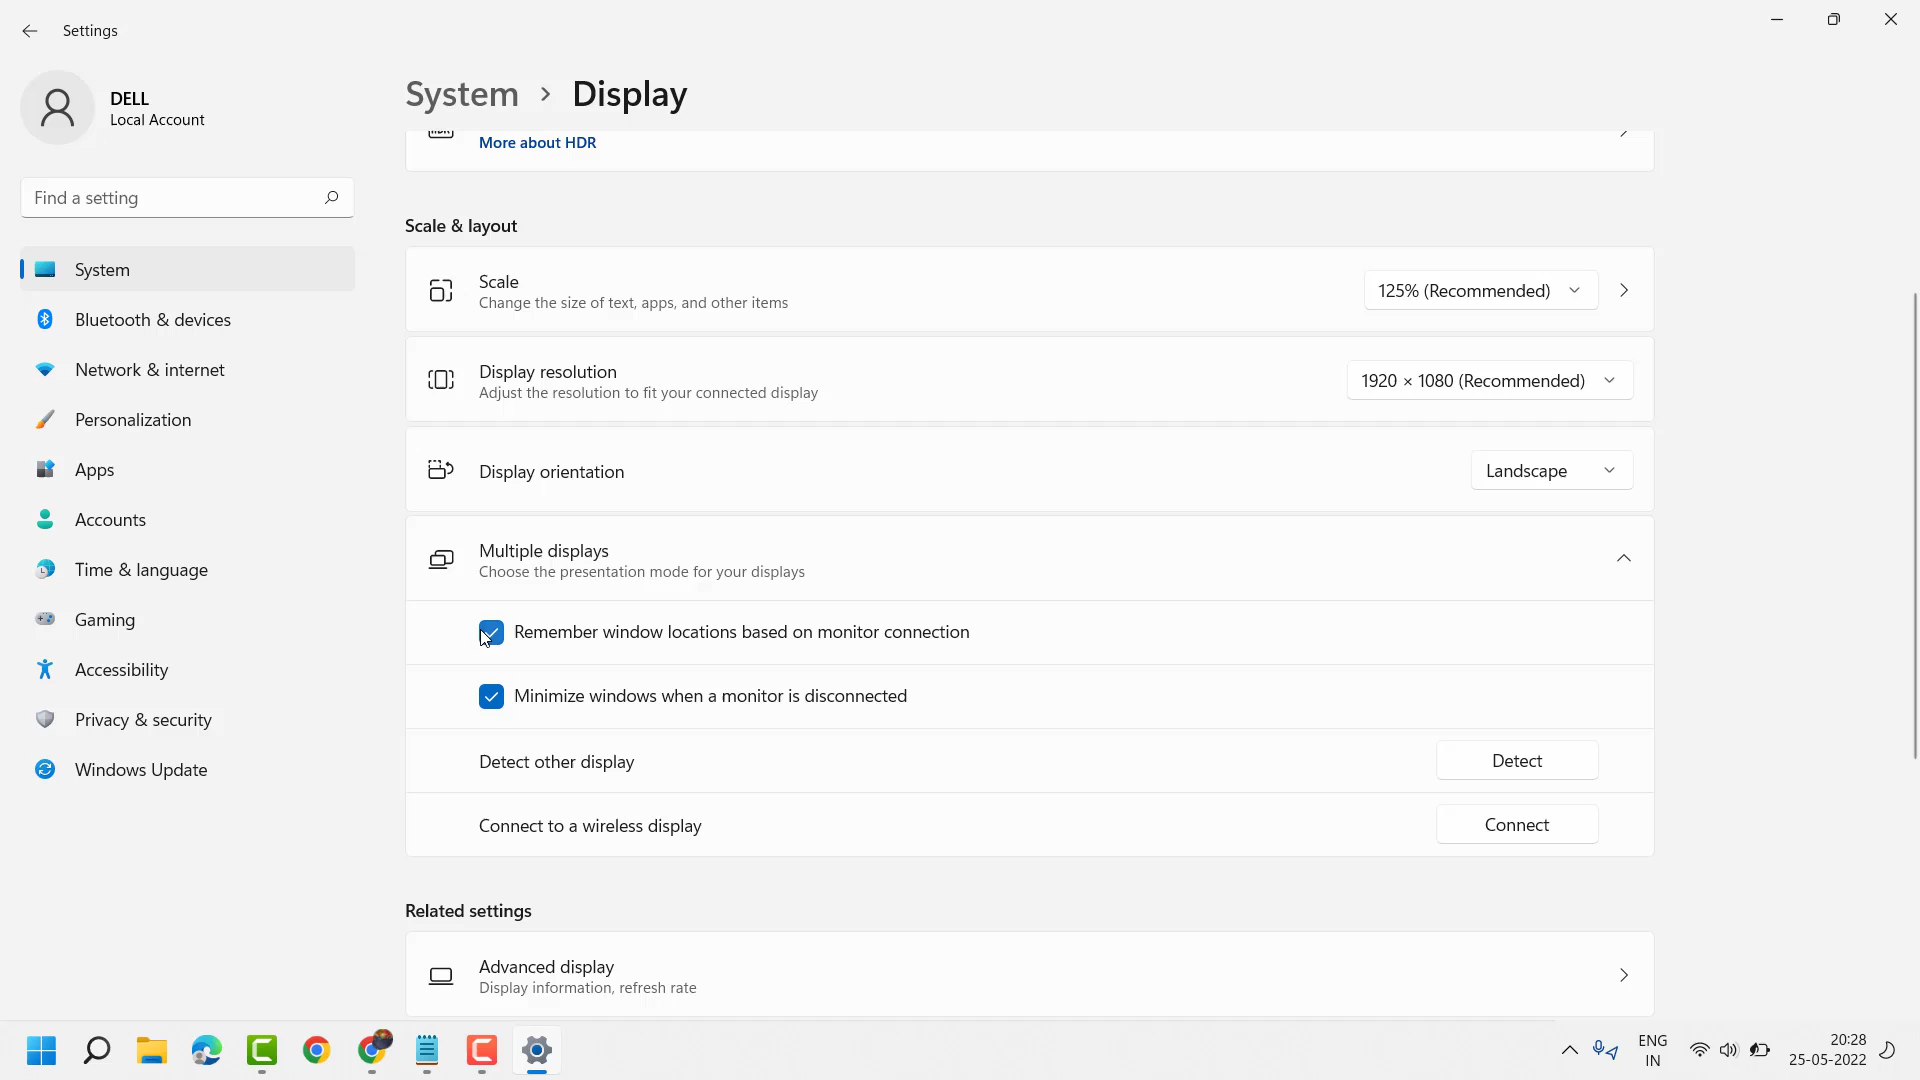 Settings
DELL
Local Account
Find a setting
System
Bluetooth & devices
Network & internet
Personalization
Apps
Accounts
Time & language
Gaming
Accessibility
Privacy & security
Windows Update
System > Display
More about HDR
Scale & layout
Scale
Change the size of text, apps, and other items
125% (Recommended)
Display resolution
Adjust the resolution to fit your connected display
1920 × 1080 (Recommended)
Display orientation
Landscape
Multiple displays
Choose the presentation mode for your displays
Remember window locations based on monitor connection
Minimize windows when a monitor is disconnected
Detect other display
Detect
Connect to a wireless display
Connect
Related settings
Advanced display
Display information, refresh rate
ENG
IN
20:28
25-05-2022